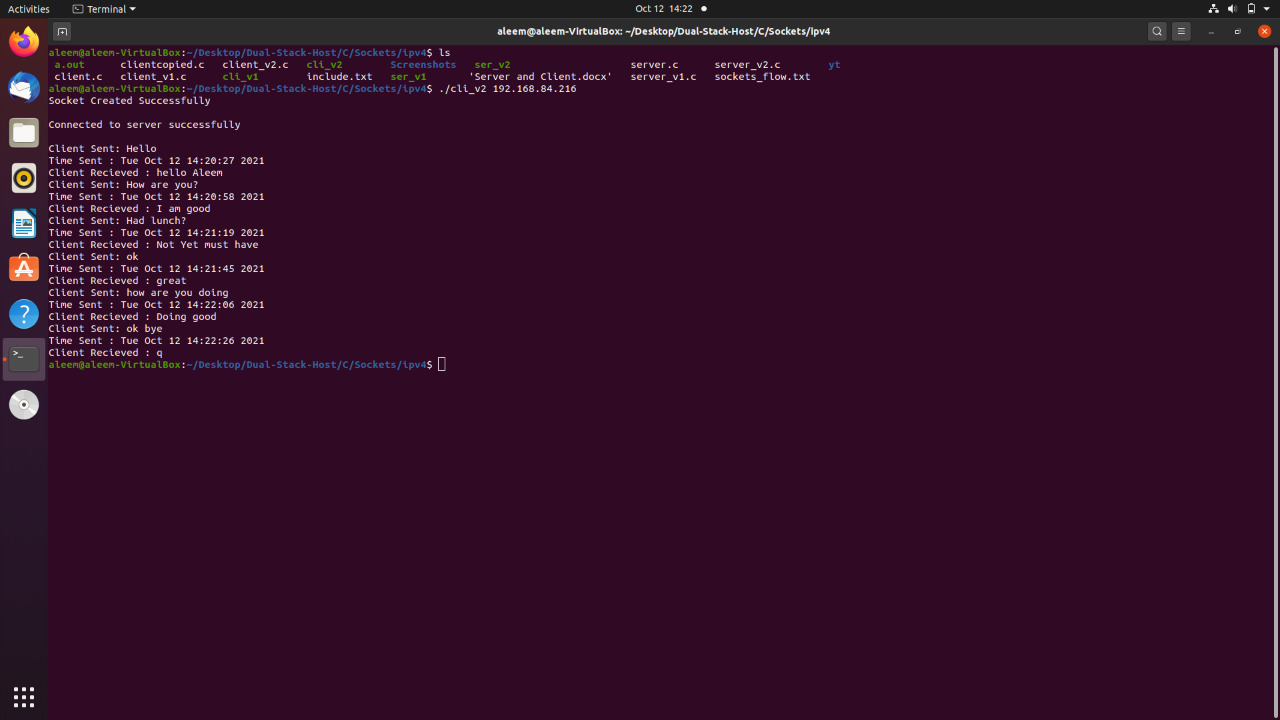 Activities Terminal Oct 12 14:22
aleem@aleem-VirtualBox: ~/Desktop/Dual-Stack-Host/C/Sockets/ipv4
aleem@aleem-VirtualBox:~/Desktop/Dual-Stack-Host/C/Sockets/ipv4$ ls
a.out clientcopied.c client_v2.c cli_v2 Screenshots ser_v2 server.c server_v2.c yt
client.c client_v1.c cli_v1 include.txt ser_v1 'Server and Client.docx' server_v1.c sockets_flow.txt
aleem@aleem-VirtualBox:~/Desktop/Dual-Stack-Host/C/Sockets/ipv4$ ./cli_v2 192.168.84.216
Socket Created Successfully
Connected to server successfully
Client Sent: Hello
Time Sent : Tue Oct 12 14:20:27 2021
Client Recieved : hello Aleem
Client Sent: How are you?
Time Sent : Tue Oct 12 14:20:58 2021
Client Recieved : I am good
Client Sent: Had lunch?
Time Sent : Tue Oct 12 14:21:19 2021
Client Recieved : Not Yet must have
Client Sent: ok
Time Sent : Tue Oct 12 14:21:45 2021
Client Recieved : great
Client Sent: how are you doing
Time Sent : Tue Oct 12 14:22:06 2021
Client Recieved : Doing good
Client Sent: ok bye
Time Sent : Tue Oct 12 14:22:26 2021
Client Recieved : q
aleem@aleem-VirtualBox:~/Desktop/Dual-Stack-Host/C/Sockets/ipv4$